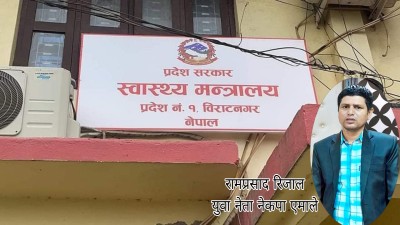 प्रदेश सरकार
स्वास्थ्य मन्त्रालय
प्रदेश नं. १, विराटनगर
नेपाल
रामप्रसाद रिजाल
युवा नेता नेकपा एमाले